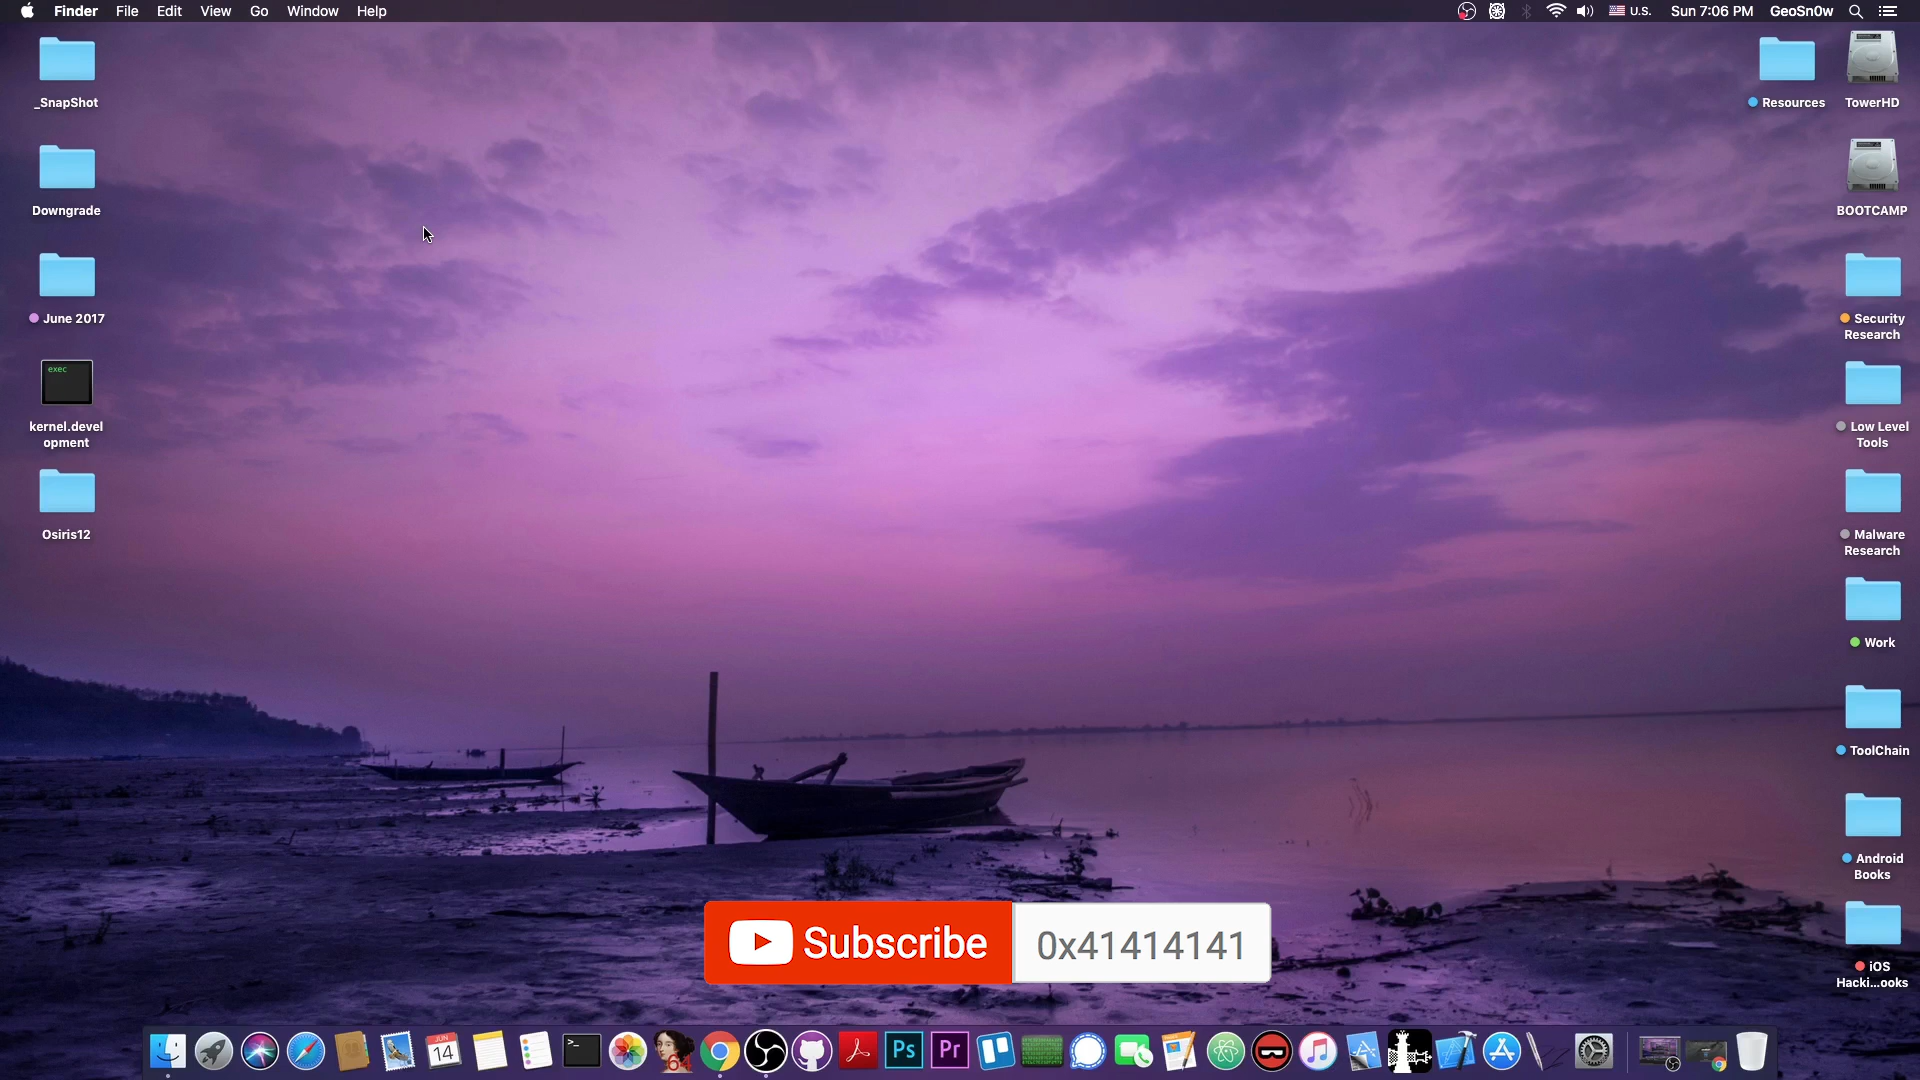 Finder File Edit View Go Window Help
U.S. Sun 7:06 PM GeoSn0w
_SnapShot
Downgrade
June 2017
exec
kernel.devel
opment
Osiris12
Resources
TowerHD
BOOTCAMP
Security
Research
Low Level
Tools
Malware
Research
Work
ToolChain
Android
Books
iOS
Hacki...ooks
Subscribe
0x41414141
JUN
14
>_
64
Ps
Pr